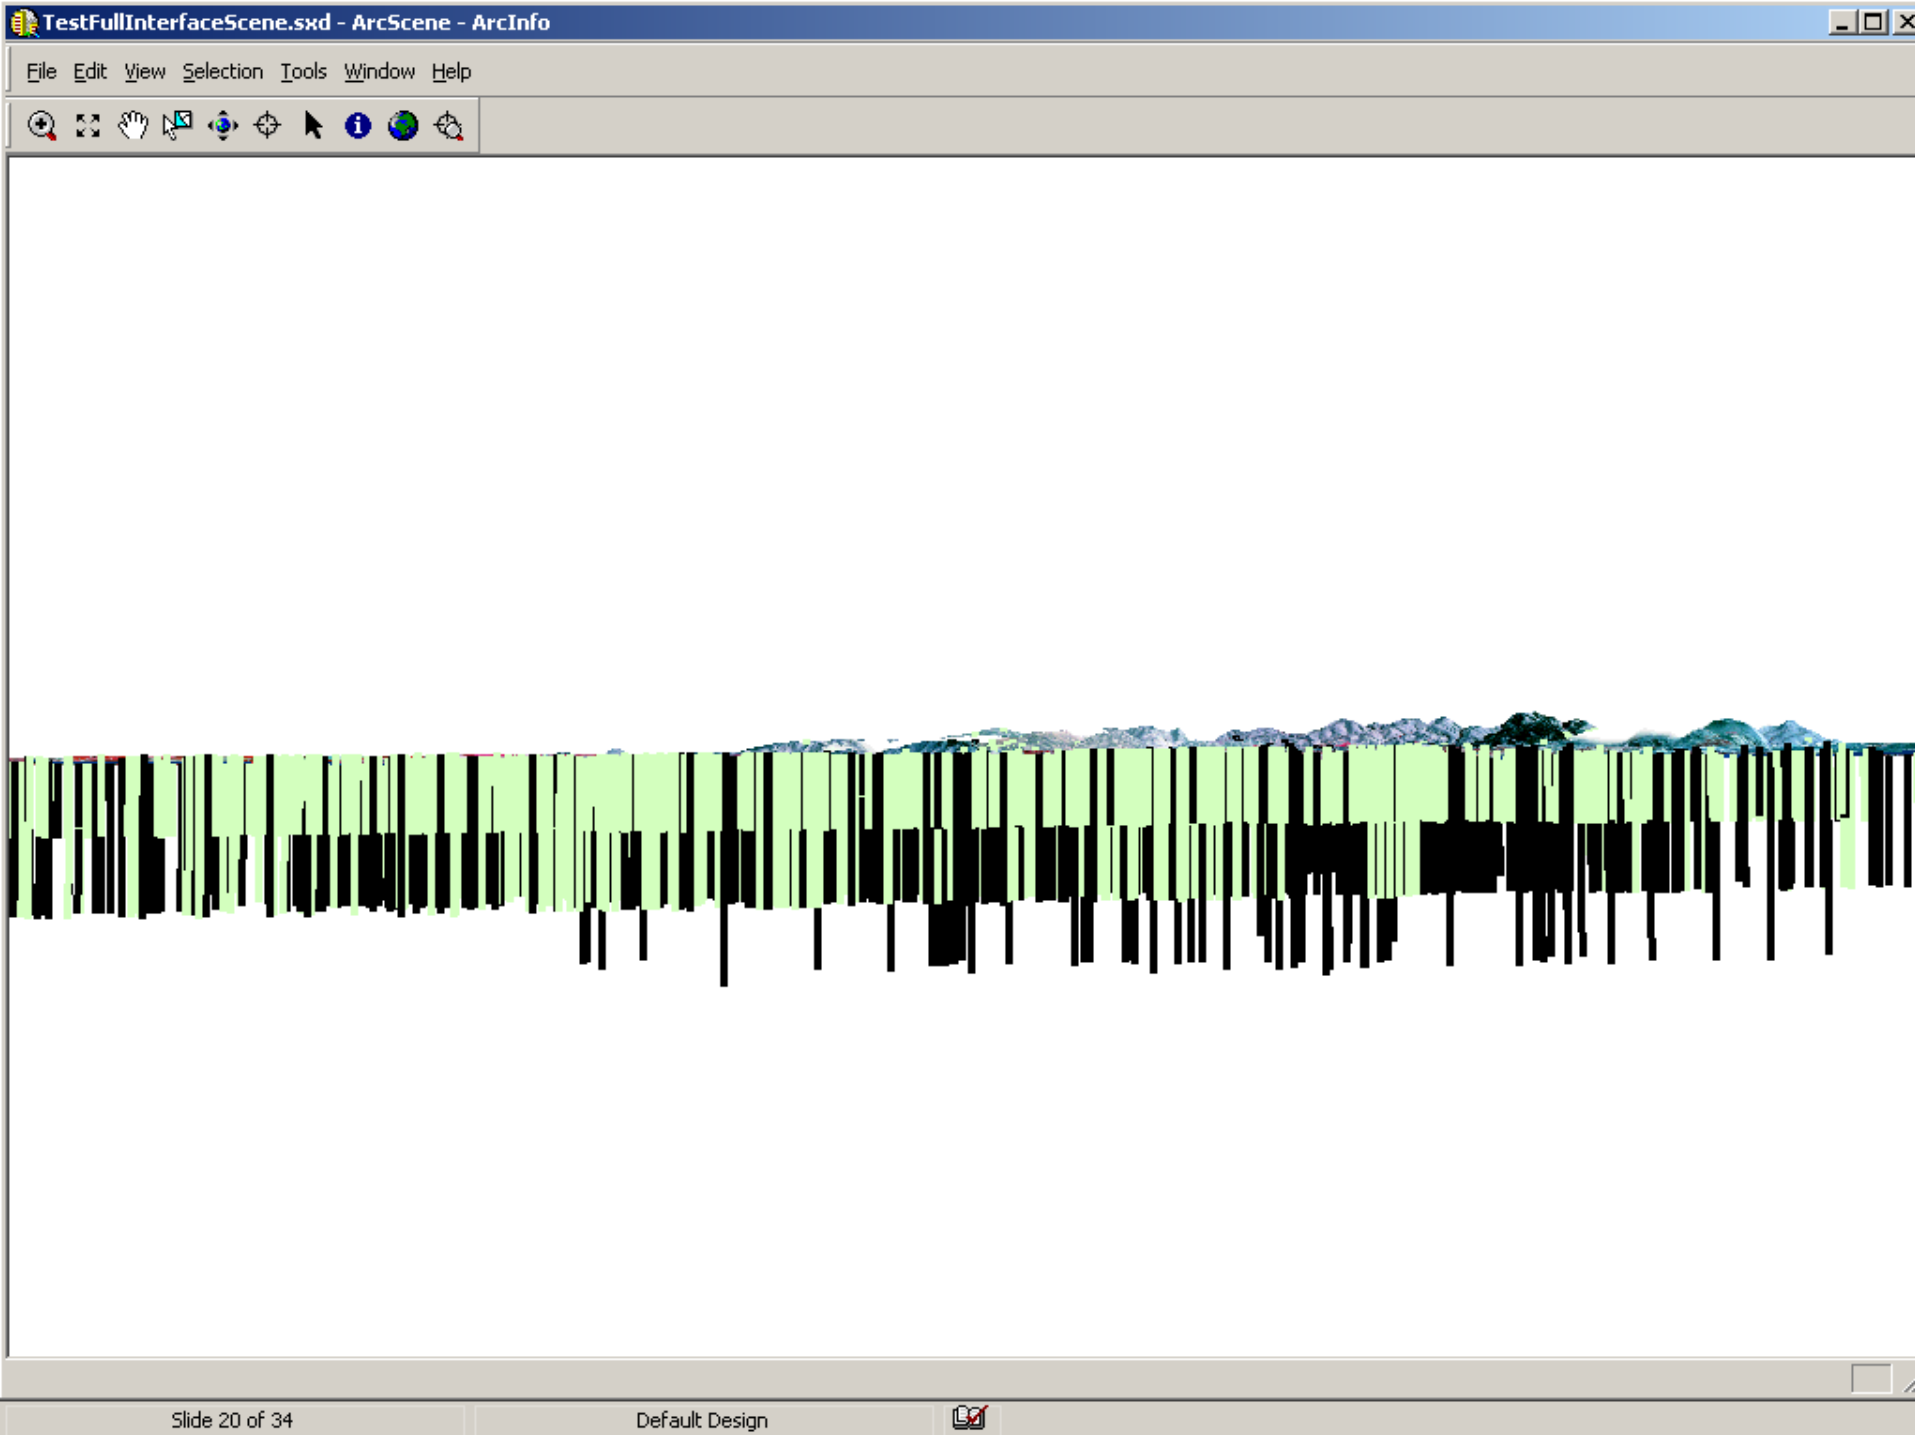 TestFullInterfaceScene.sxd - ArcScene - ArcInfo
File Edit View Selection Tools Window Help
Slide 20 of 34 Default Design